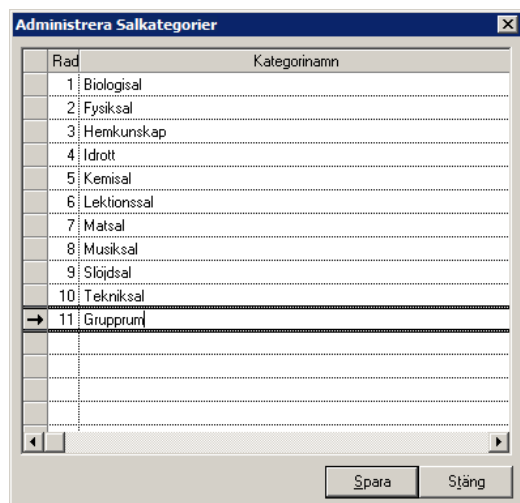 Administrera Salkategorier
Rad Kategorinamn
1 Biologisal
2 Fysiksal
3 Hemkunskap
4 Idrott
5 Kemisal
6 Lektionssal
7 Matsal
8 Musiksal
9 Slöjdsal
10 Tekniksal
11 Grupprum
Spara Stäng